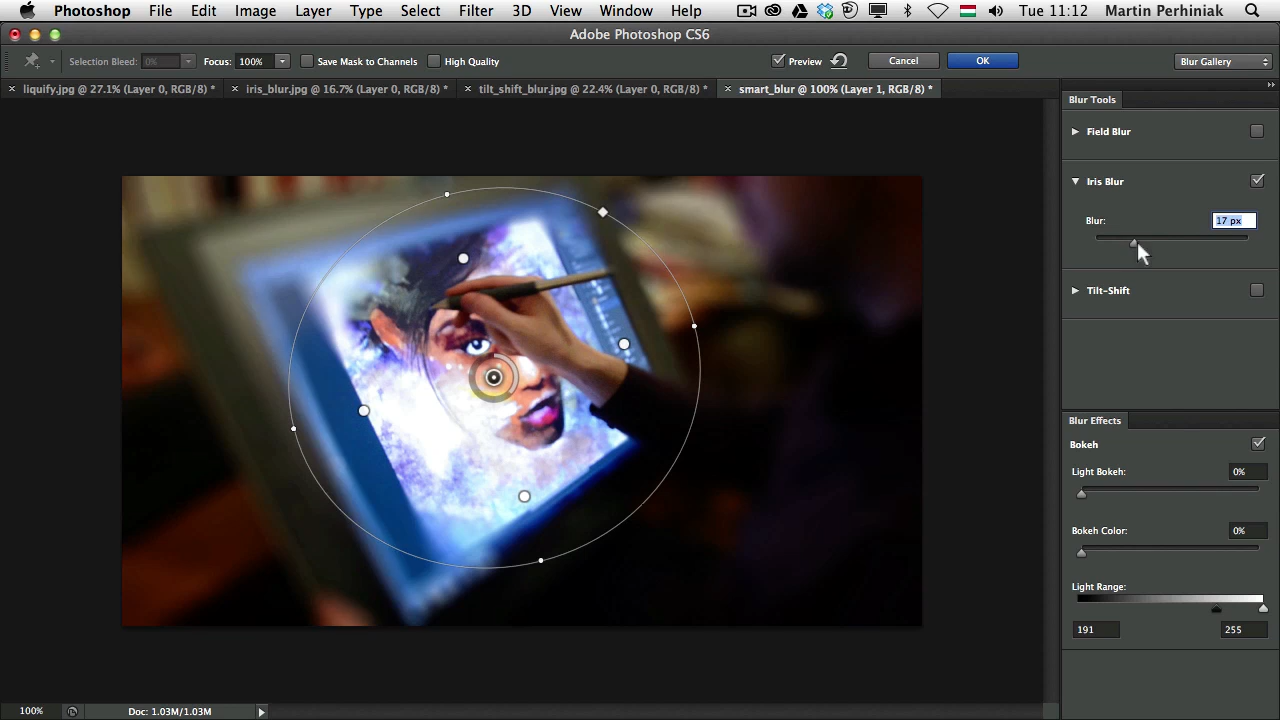 Photoshop File Edit Image Layer Type Select Filter 3D View Window Help Tue 11:12 Martin Perhiniak
Adobe Photoshop CS6
Selection Bleed: 0% Focus: 100% Save Mask to Channels High Quality Preview Cancel OK Blur Gallery
× liquify.jpg @ 27.1% (Layer 0, RGB/8) * × iris_blur.jpg @ 16.7% (Layer 0, RGB/8) * × tilt_shift_blur.jpg @ 22.4% (Layer 0, RGB/8) * × smart_blur @ 100% (Layer 1, RGB/8) *
Blur Tools
Field Blur
Iris Blur
Blur: 17 px
Tilt-Shift
Blur Effects
Bokeh
Light Bokeh: 0%
Bokeh Color: 0%
Light Range:
191 255
100% Doc: 1.03M/1.03M